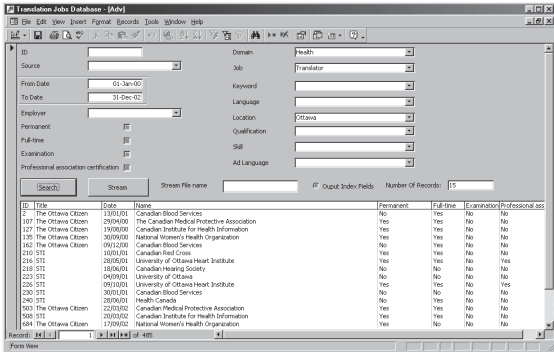 Translation Jobs Database - [Adv]
File Edit View Insert Format Records Tools Window Help
ID
Source
From Date 01-Jan-00
To Date 31-Dec-02
Employer
Permanent
Full-time
Examination
Professional association certification
Domain Health
Job Translator
Keyword
Language
Location Ottawa
Qualification
Skill
Ad Language
Search Stream Stream File name Ouput Index Fields Number Of Records: 15
ID Title Date Name Permanent Full-time Examination Professional ass
2 The Ottawa Citizen 13/01/01 Canadian Blood Services No Yes No No
107 The Ottawa Citizen 29/04/00 The Canadian Medical Protective Association Yes Yes No No
127 The Ottawa Citizen 19/08/00 Canadian Institute for Health Information Yes Yes No No
135 The Ottawa Citizen 30/09/00 National Women's Health Organization Yes Yes No No
162 The Ottawa Citizen 09/12/00 Canadian Blood Services No Yes No No
210 STI 10/01/01 Canadian Red Cross Yes Yes No No
216 STI 28/05/01 University of Ottawa Heart Institute Yes Yes No Yes
218 STI 18/06/01 Canadian Hearing Society No No No No
223 STI 04/09/01 University of Ottawa No No No No
226 STI 09/10/01 University of Ottawa Heart Institute Yes Yes No Yes
230 STI 30/01/01 Canadian Blood Services No No No No
240 STI 28/06/01 Health Canada No Yes No No
503 The Ottawa Citizen 22/03/02 Canadian Medical Protective Association Yes Yes No No
508 STI 20/03/02 Canadian Institute for Health Information Yes Yes No No
684 The Ottawa Citizen 17/09/02 National Women's Health Organization Yes No No No
Record: 1 of 485
Form View